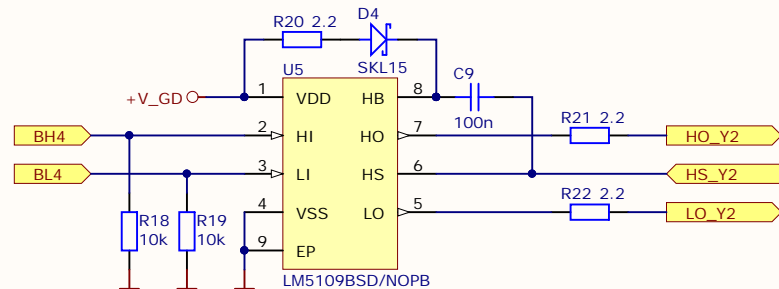 R20 2.2
D4
SKL15
U5
C9
100n
+V_GD
1
VDD
HB
8
BH4
2
HI
HO
7
R21 2.2
HO_Y2
BL4
3
LI
HS
6
HS_Y2
4
VSS
LO
5
R22 2.2
LO_Y2
R18
10k
R19
10k
9
EP
LM5109BSD/NOPB